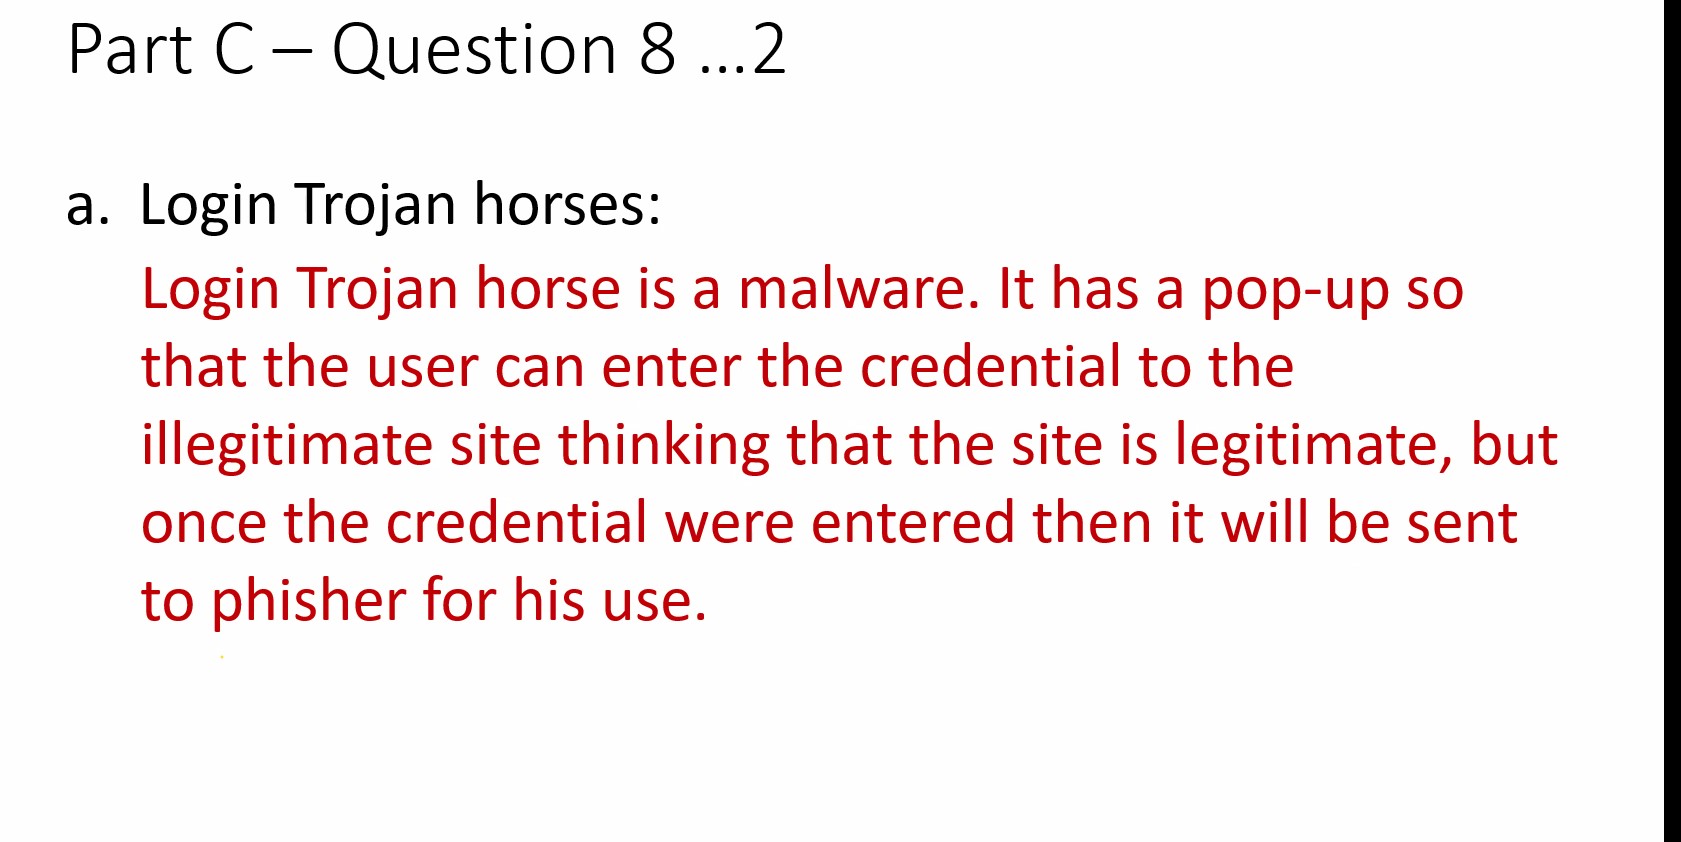 Part C – Question 8 ...2
a. Login Trojan horses:
Login Trojan horse is a malware. It has a pop-up so
that the user can enter the credential to the
illegitimate site thinking that the site is legitimate, but
once the credential were entered then it will be sent
to phisher for his use.